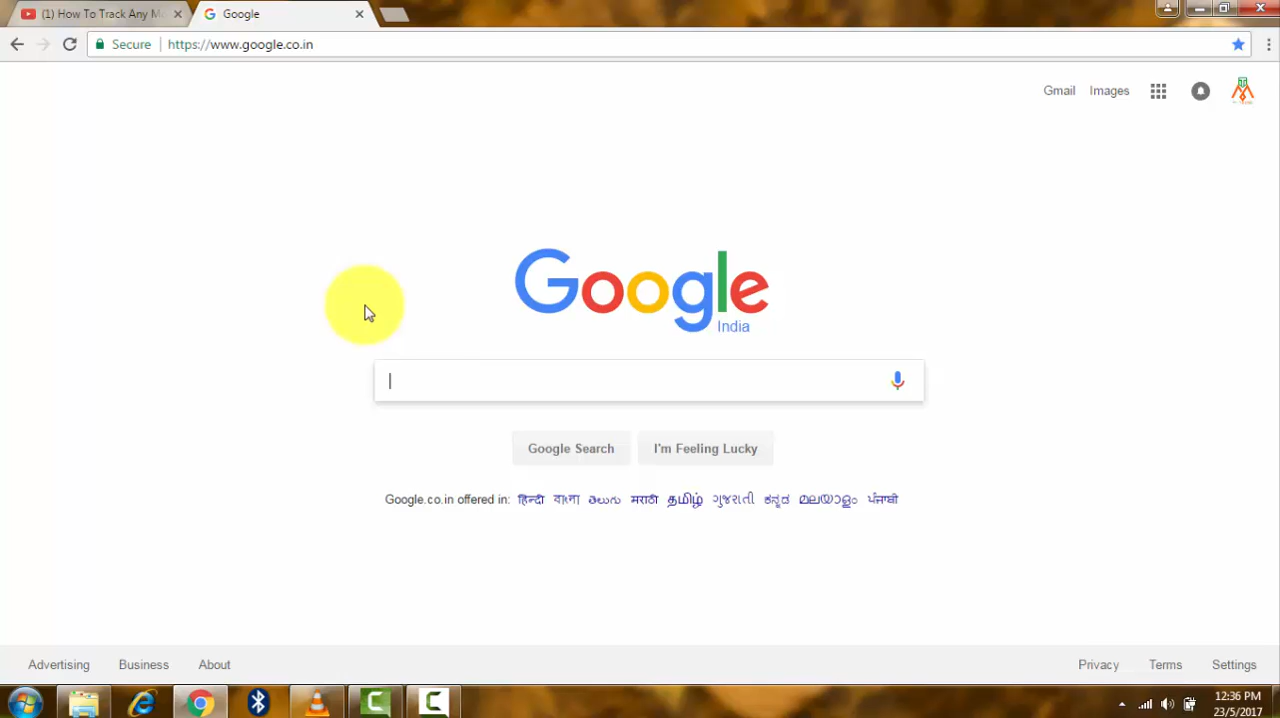 (1) How To Track Any Mo
Google
Secure
https://www.google.co.in
Gmail Images
Google
India
Google Search I'm Feeling Lucky
Google.co.in offered in: हिन्दी বাংলা తెలుగు मराठी தமிழ் ગુજરાતી ಕನ್ನಡ മലയാളം ਪੰਜਾਬੀ
Advertising Business About Privacy Terms Settings
12:36 PM
23/5/2017